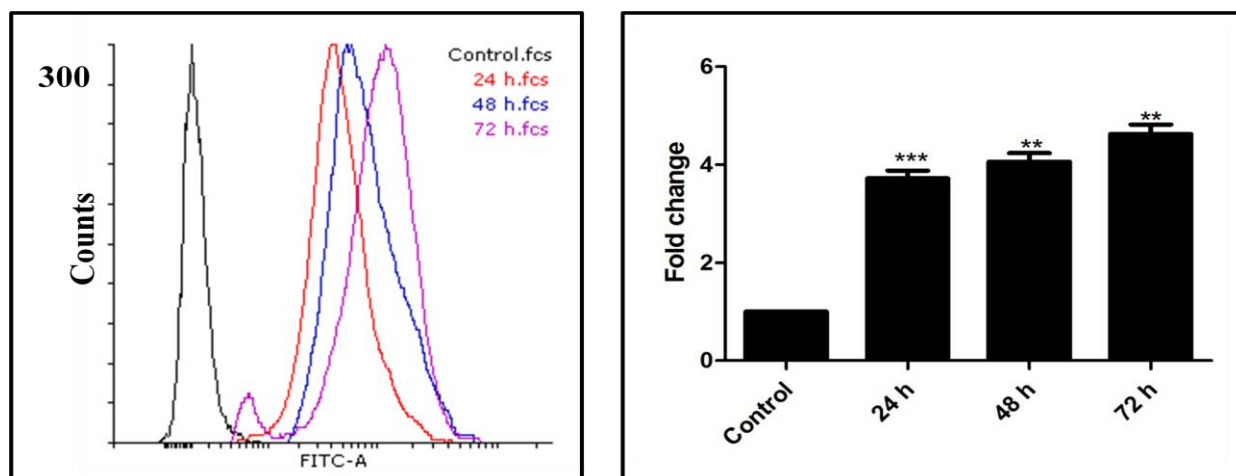 300
Counts
Control.fcs
24 h.fcs
48 h.fcs
72 h.fcs
FITC-A
Fold change
6
4
2
0
***
**
**
Control
24 h
48 h
72 h